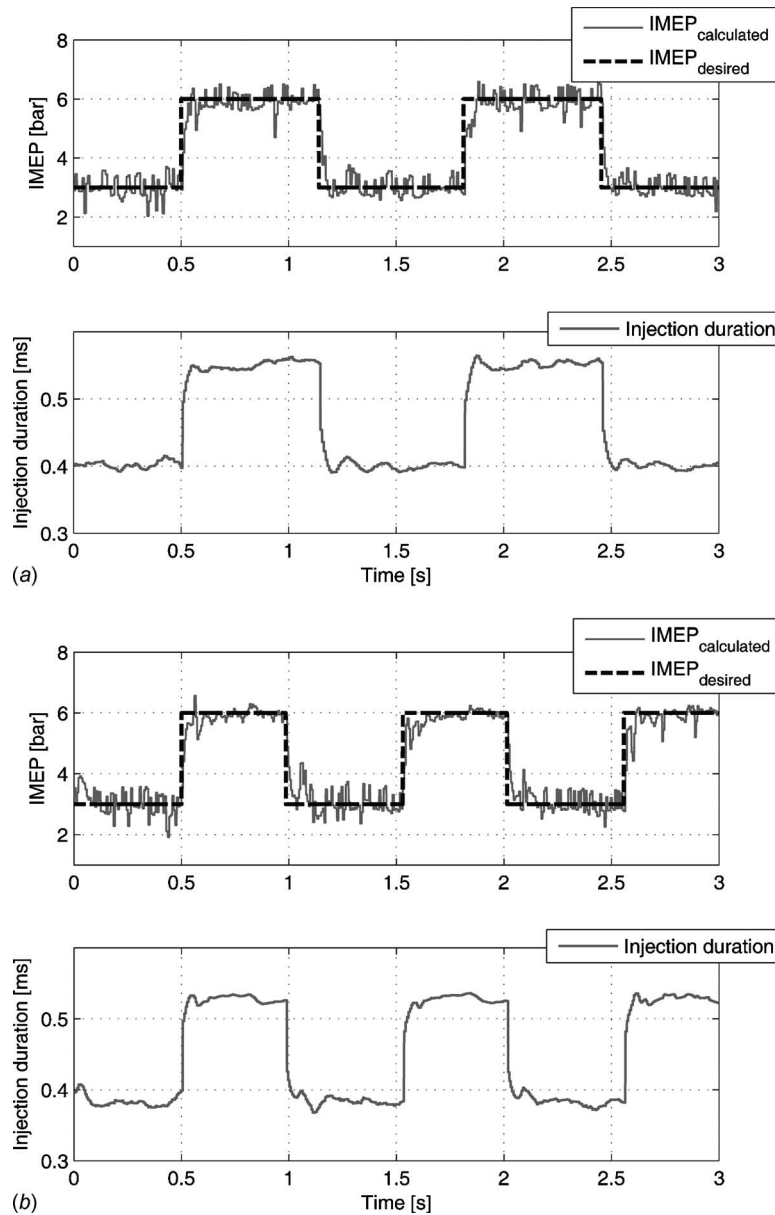 IMEPcalculated
IMEPdesired
8
6
4
2
IMEP [bar]
0 0.5 1 1.5 2 2.5 3
Injection duration
0.5
0.4
0.3
Injection duration [ms]
0 0.5 1 1.5 2 2.5 3
Time [s]
(a)
IMEPcalculated
IMEPdesired
8
6
4
2
IMEP [bar]
0 0.5 1 1.5 2 2.5 3
Injection duration
0.5
0.4
0.3
Injection duration [ms]
0 0.5 1 1.5 2 2.5 3
Time [s]
(b)